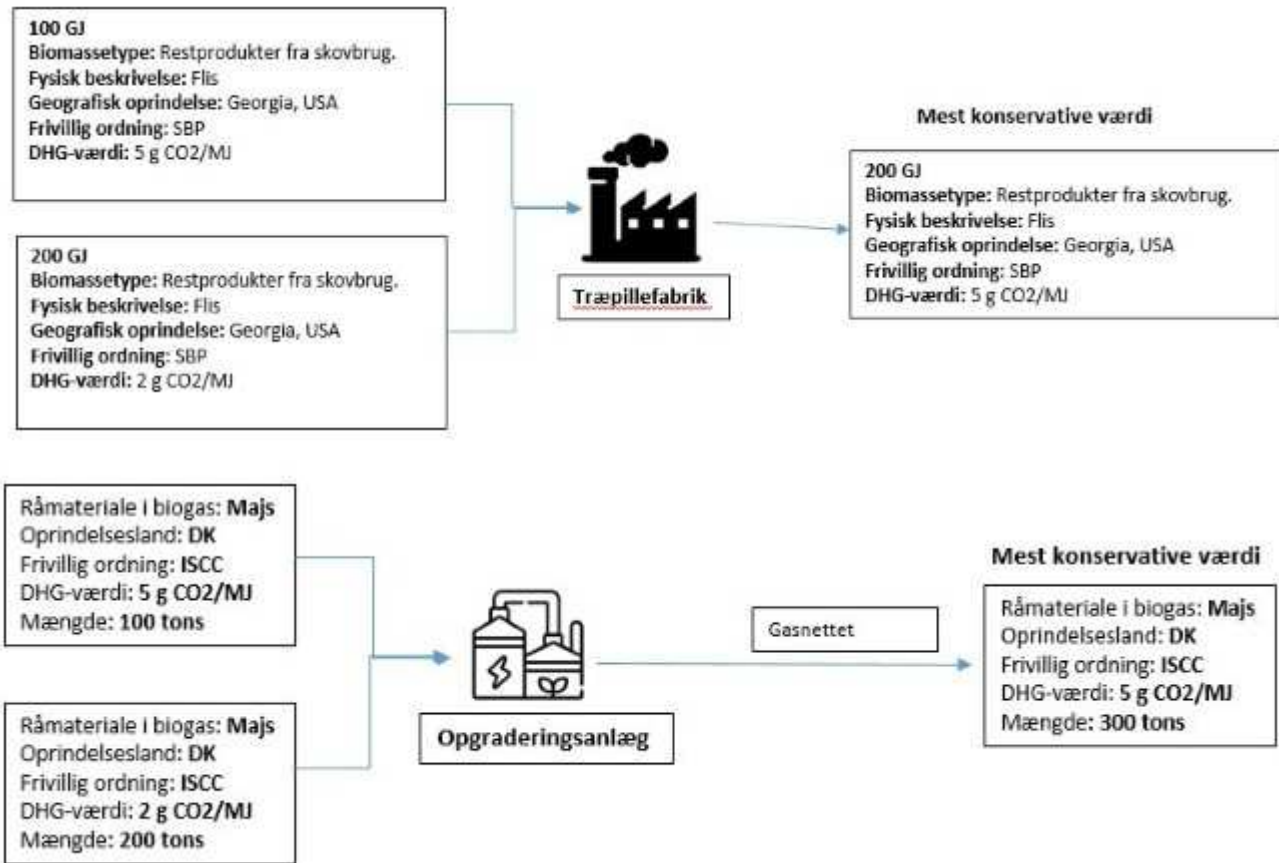 100 GJ
Biomassetype: Restprodukter fra skovbrug.
Fysisk beskrivelse: Flis
Geografisk oprindelse: Georgia, USA
Frivillig ordning: SBP
DHG-værdi: 5 g CO2/MJ
200 GJ
Biomassetype: Restprodukter fra skovbrug.
Fysisk beskrivelse: Flis
Geografisk oprindelse: Georgia, USA
Frivillig ordning: SBP
DHG-værdi: 2 g CO2/MJ
Træpillefabrik
Mest konservative værdi
200 GJ
Biomassetype: Restprodukter fra skovbrug.
Fysisk beskrivelse: Flis
Geografisk oprindelse: Georgia, USA
Frivillig ordning: SBP
DHG-værdi: 5 g CO2/MJ
Råmateriale i biogas: Majs
Oprindelsesland: DK
Frivillig ordning: ISCC
DHG-værdi: 5 g CO2/MJ
Mængde: 100 tons
Råmateriale i biogas: Majs
Oprindelsesland: DK
Frivillig ordning: ISCC
DHG-værdi: 2 g CO2/MJ
Mængde: 200 tons
Opgraderingsanlæg
Gasnettet
Mest konservative værdi
Råmateriale i biogas: Majs
Oprindelsesland: DK
Frivillig ordning: ISCC
DHG-værdi: 5 g CO2/MJ
Mængde: 300 tons